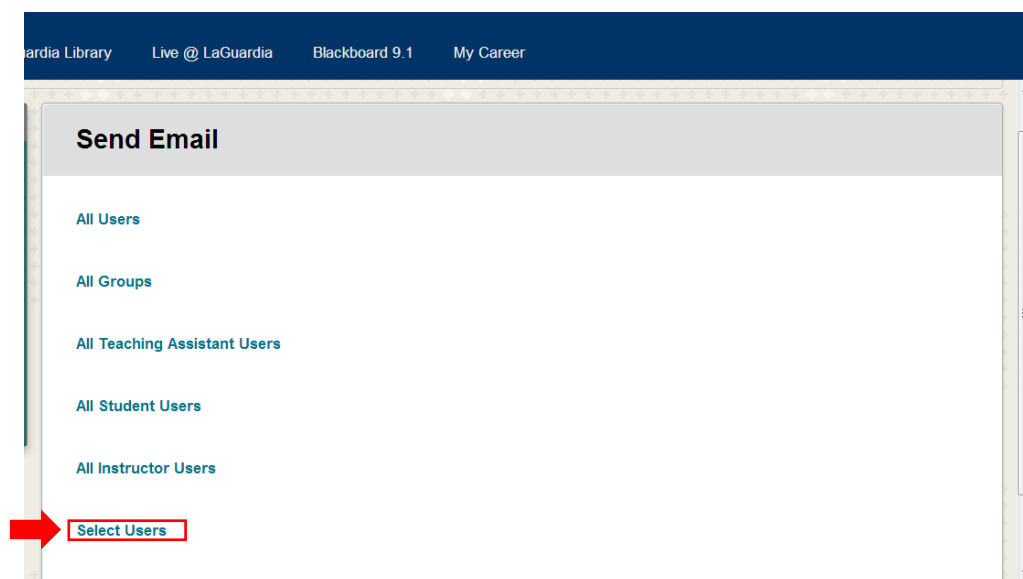 ardia Library Live @ LaGuardia Blackboard 9.1 My Career
Send Email
All Users
All Groups
All Teaching Assistant Users
All Student Users
All Instructor Users
Select Users